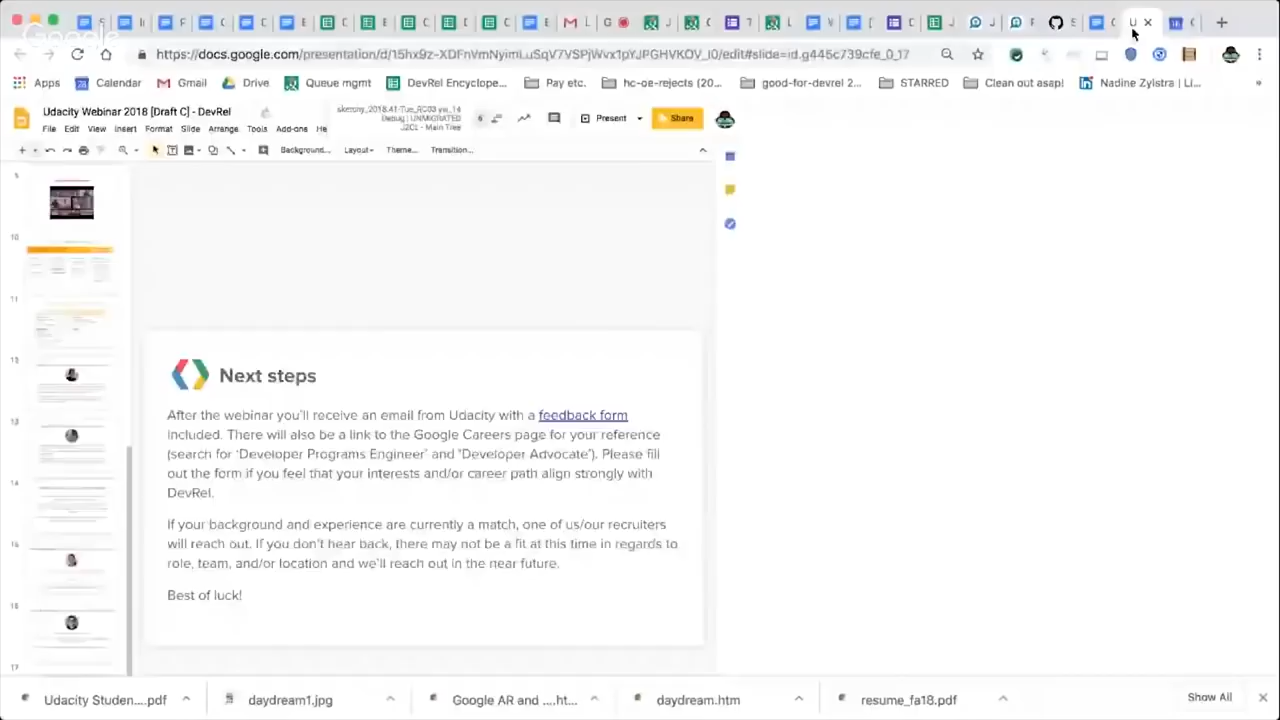 https://docs.google.com/presentation/d/15hx9z-XDFnVmNyimLuSqV7VSPjWvx1pYJPGHVKOV_I0/edit#slide=id.g445c739cfe_0_17
Apps Calendar Gmail Drive Queue mgmt DevRel Encyclope... Pay etc. hc-oe-rejects (20... good-for-devrel 2... STARRED Clean out asap! Nadine Zylstra | Li...
Udacity Webinar 2018 [Draft C] - DevRel
File Edit View Insert Format Slide Arrange Tools Add-ons He
Present Share
Background... Layout Theme... Transition...
9
10
11
13
14
17
Next steps
After the webinar you'll receive an email from Udacity with a feedback form
included. There will also be a link to the Google Careers page for your reference
(search for 'Developer Programs Engineer' and 'Developer Advocate'). Please fill
out the form if you feel that your interests and/or career path align strongly with
DevRel.
If your background and experience are currently a match, one of us/our recruiters
will reach out. If you don't hear back, there may not be a fit at this time in regards to
role, team, and/or location and we'll reach out in the near future.
Best of luck!
Udacity Studen....pdf daydream1.jpg Google AR and ....ht... daydream.htm resume_fa18.pdf Show All